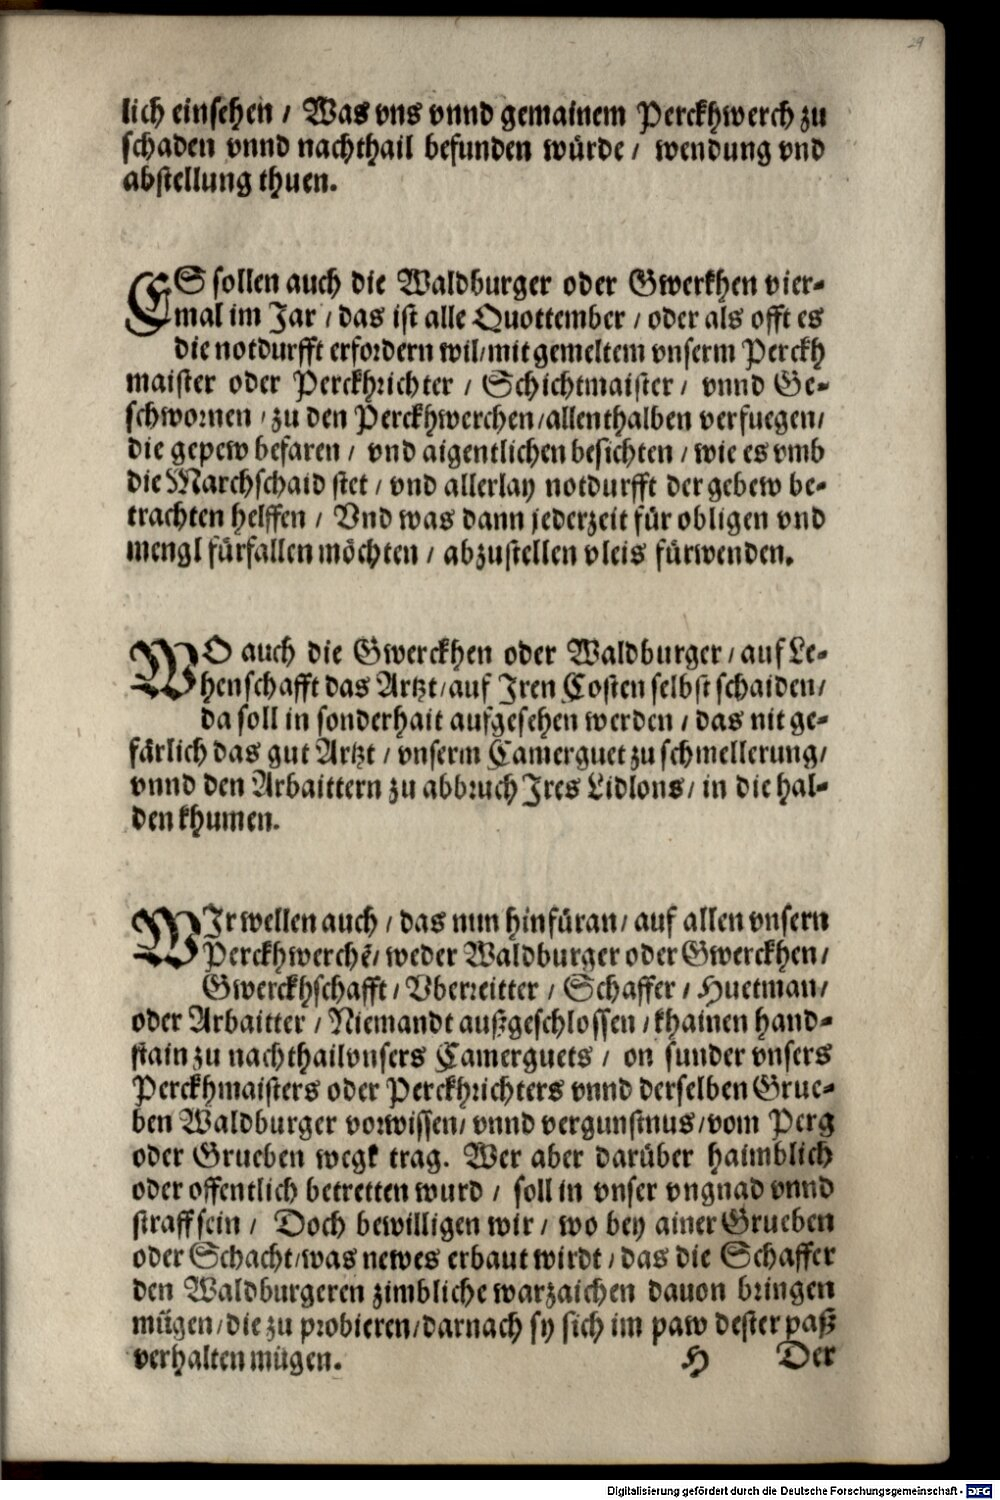 29
lich einsehen / Was vns vnnd gemainem Perckhwerch zu
schaden vnnd nachthail befunden würde / wendung vnd
abstellung thuen.
ES sollen auch die Waldburger oder Gwerkhen vier-
mal im Jar / das ist alle Quottember / oder als offt es
die notdurfft erfordern wil / mit gemeltem vnserm Perckh
maister oder Perckhrichter / Schichtmaister / vnnd Ge-
schwornen / zu den Perckhwerchen / allenthalben verfuegen /
die gepew befaren / vnd aigentlichen besichten / wie es vmb
die Marchschaid stet / vnd allerlay notdurfft der gebew be-
trachten helffen / Vnd was dann jederzeit für obligen vnd
mengl fürfallen möchten / abzustellen vleis fürwenden.
WO auch die Gwerckhen oder Waldburger / auf Le-
henschafft das Artzt / auf Iren Costen selbst schaiden /
da soll in sonderhait aufgesehen werden / das nit ge-
färlich das gut Artzt / vnserm Camerguet zu schmellerung /
vnnd den Arbaittern zu abbruch Ires Lidlons / in die hal-
den khumen.
WIr wellen auch / das nun hinfüran / auf allen vnsern
Perckhwerchẽ / weder Waldburger oder Gwerckhen /
Gwerckhschafft / Vberreitter / Schaffer / Huetman /
oder Arbaitter / Niemandt außgeschlossen / khainen hand-
stain zu nachthail vnsers Camerguets / on sunder vnsers
Perckhmaisters oder Perckhrichters vnnd derselben Grue-
ben Waldburger vorwissen / vnnd vergunstnus / vom Perg
oder Grueben wegk trag. Wer aber darüber haimblich
oder offentlich betretten wurd / soll in vnser vngnad vnnd
straff sein / Doch bewilligen wir / wo bey ainer Grueben
oder Schacht / was newes erbaut wirdt / das die Schaffer
den Waldburgeren zimbliche warzaichen dauon bringen
mügen / die zu probieren / darnach sy sich im paw dester paß
verhalten mügen.
H Der
Digitalisierung gefördert durch die Deutsche Forschungsgemeinschaft - DFG